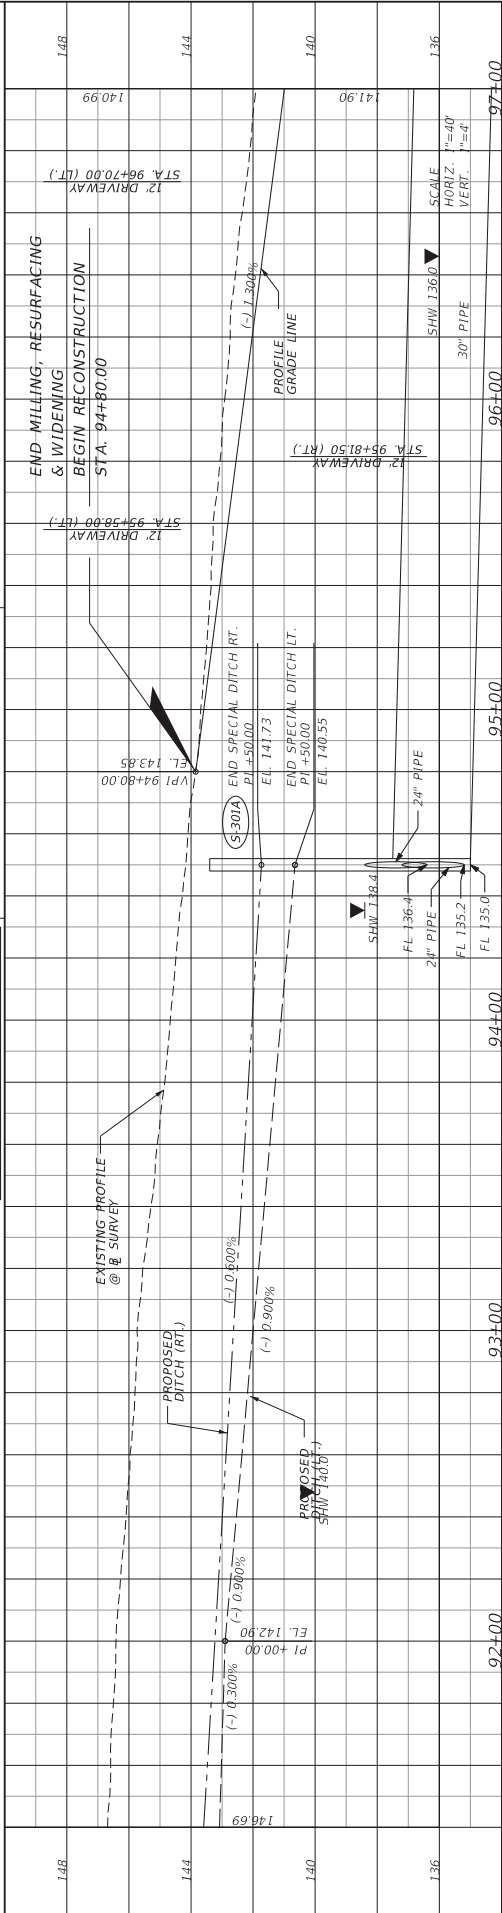 148
144
140
136
140.99
141.90
97+00
12' DRIVEWAY
STA. 96+70.00 (LT.)
SCALE
HORIZ. 1"=40'
VERT. 1"=4'
END MILLING, RESURFACING
& WIDENING
BEGIN RECONSTRUCTION
STA. 94+80.00
(-) 1.300%
PROFILE
GRADE LINE
SHW 136.0
30" PIPE
96+00
12' DRIVEWAY
STA. 95+81.50 (RT.)
12' DRIVEWAY
STA. 95+58.00 (LT.)
VPI 94+80.00
EL. 143.85
END SPECIAL DITCH RT.
PI +50.00
EL. 141.73
END SPECIAL DITCH LT.
PI +50.00
EL. 140.55
95+00
S-301A
24" PIPE
SHW 138.4
FL 136.4
24" PIPE
FL 135.2
FL 135.0
94+00
EXISTING PROFILE
@ ℄ SURVEY
(-) 0.600%
(-) 0.900%
93+00
PROPOSED
DITCH (RT.)
PROPOSED
DITCH (LT.)
SHW 140.0
(-) 0.900%
PI +00.00
EL. 142.90
(-) 0.300%
92+00
146.69
148
144
140
136